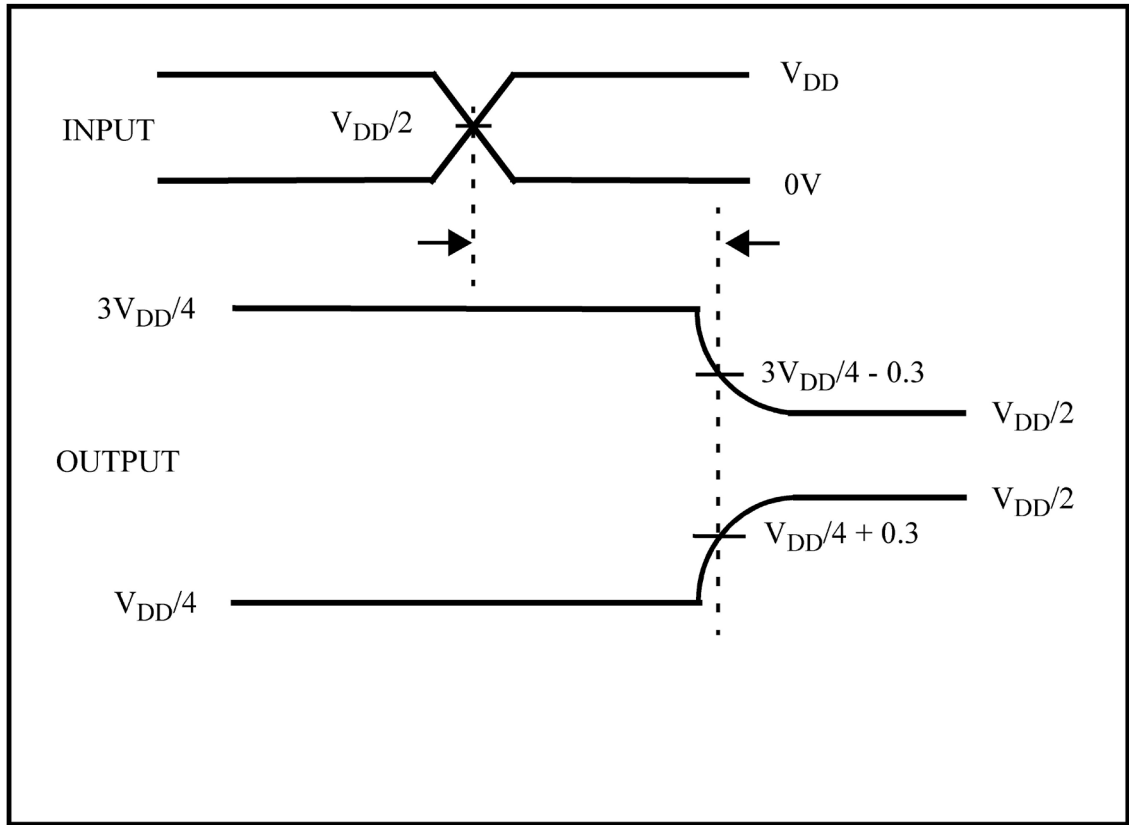 V_DD
V_DD/2
INPUT
0V
3V_DD/4
3V_DD/4 - 0.3
V_DD/2
OUTPUT
V_DD/2
V_DD/4 + 0.3
V_DD/4